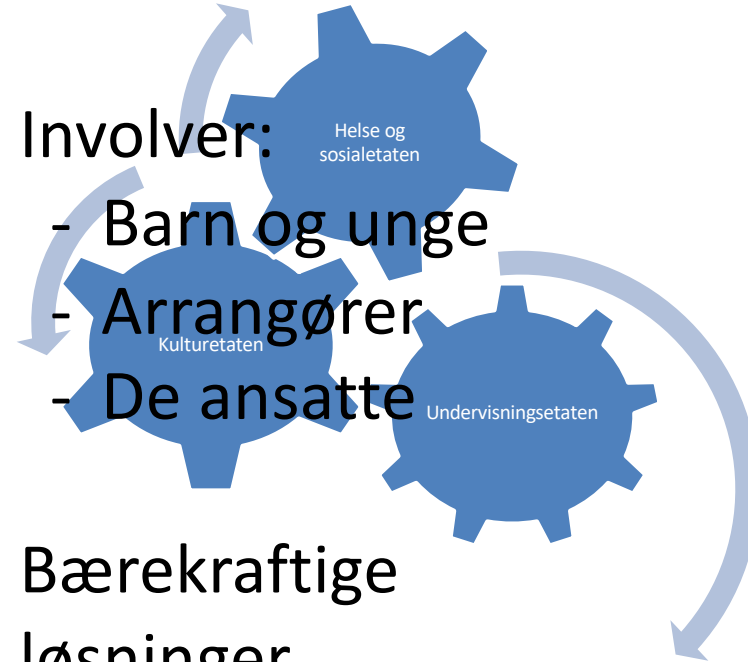 Helse og
sosialetaten
Involver:
- Barn og unge
- Arrangører
Kulturetaten
- De ansatte
Undervisningsetaten
Bærekraftige
løsninger